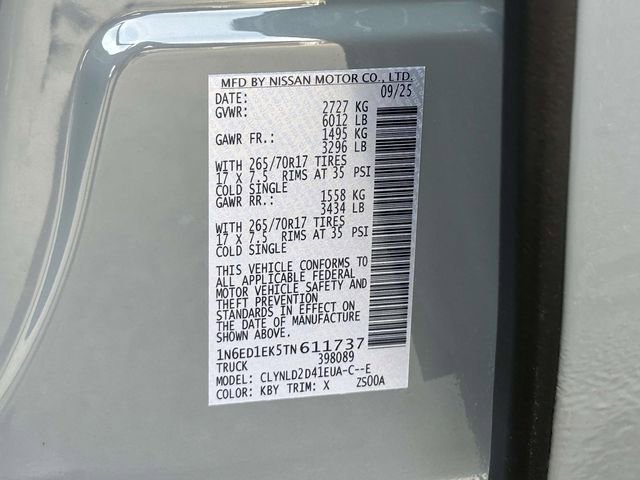 MFD BY NISSAN MOTOR CO., LTD.
DATE: 09/25
GVWR: 2727 KG
6012 LB
GAWR FR.: 1495 KG
3296 LB
WITH 265/70R17 TIRES
17 X 7.5 RIMS AT 35 PSI
COLD SINGLE
GAWR RR.: 1558 KG
3434 LB
WITH 265/70R17 TIRES
17 X 7.5 RIMS AT 35 PSI
COLD SINGLE
THIS VEHICLE CONFORMS TO
ALL APPLICABLE FEDERAL
MOTOR VEHICLE SAFETY AND
THEFT PREVENTION
STANDARDS IN EFFECT ON
THE DATE OF MANUFACTURE
SHOWN ABOVE.
1N6ED1EK5TN611737
TRUCK 398089
MODEL: CLYNLD2D41EUA-C--E
COLOR: KBY TRIM: X ZS00A